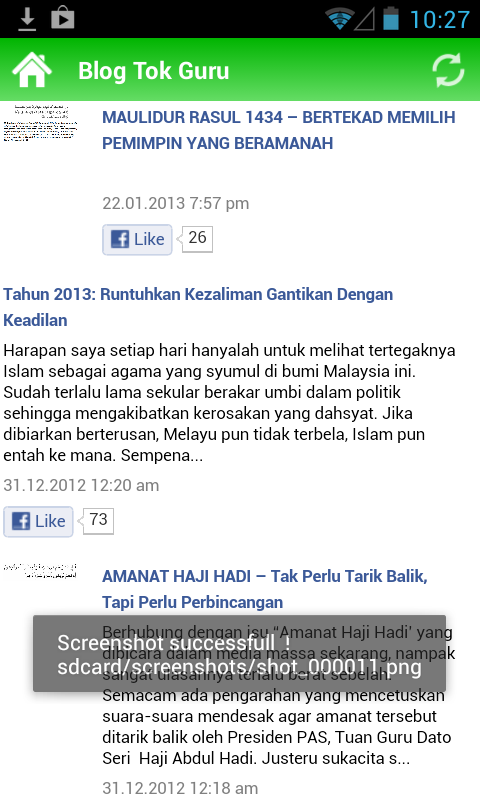 10:27
Blog Tok Guru
MAULIDUR RASUL 1434 – BERTEKAD MEMILIH
PEMIMPIN YANG BERAMANAH
22.01.2013 7:57 pm
Like 26
Tahun 2013: Runtuhkan Kezaliman Gantikan Dengan
Keadilan
Harapan saya setiap hari hanyalah untuk melihat tertegaknya
Islam sebagai agama yang syumul di bumi Malaysia ini.
Sudah terlalu lama sekular berakar umbi dalam politik
sehingga mengakibatkan kerosakan yang dahsyat. Jika
dibiarkan berterusan, Melayu pun tidak terbela, Islam pun
entah ke mana. Sempena...
31.12.2012 12:20 am
Like 73
AMANAT HAJI HADI – Tak Perlu Tarik Balik,
Tapi Perlu Perbincangan
Berhubung dengan isu “Amanat Haji Hadi’ yang
dibicara dalam media massa sekarang, nampak
sangat ulasannya terlalu berat sebelah.
Screenshot successfull !
sdcard/screenshots/shot_000011.png
Semacam ada pengarahan yang mencetuskan
suara-suara mendesak agar amanat tersebut
ditarik balik oleh Presiden PAS, Tuan Guru Dato
Seri  Haji Abdul Hadi. Justeru sukacita s...
31.12.2012 12:18 am